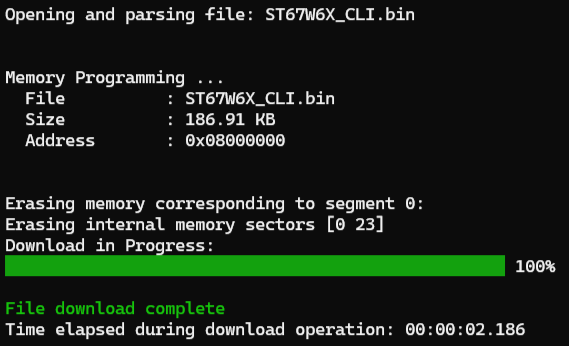 Opening and parsing file: ST67W6X_CLI.bin
Memory Programming ...
File : ST67W6X_CLI.bin
Size : 186.91 KB
Address : 0x08000000
Erasing memory corresponding to segment 0:
Erasing internal memory sectors [0 23]
Download in Progress:
100%
File download complete
Time elapsed during download operation: 00:00:02.186